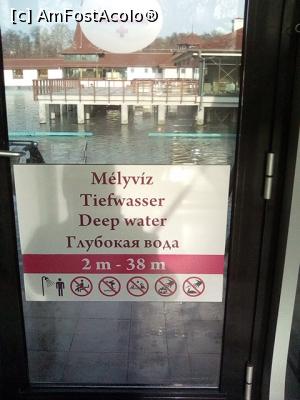 [c] AmFostAcolo®
Mélyvíz
Tiefwasser
Deep water
Глубокая вода
2 m - 38 m